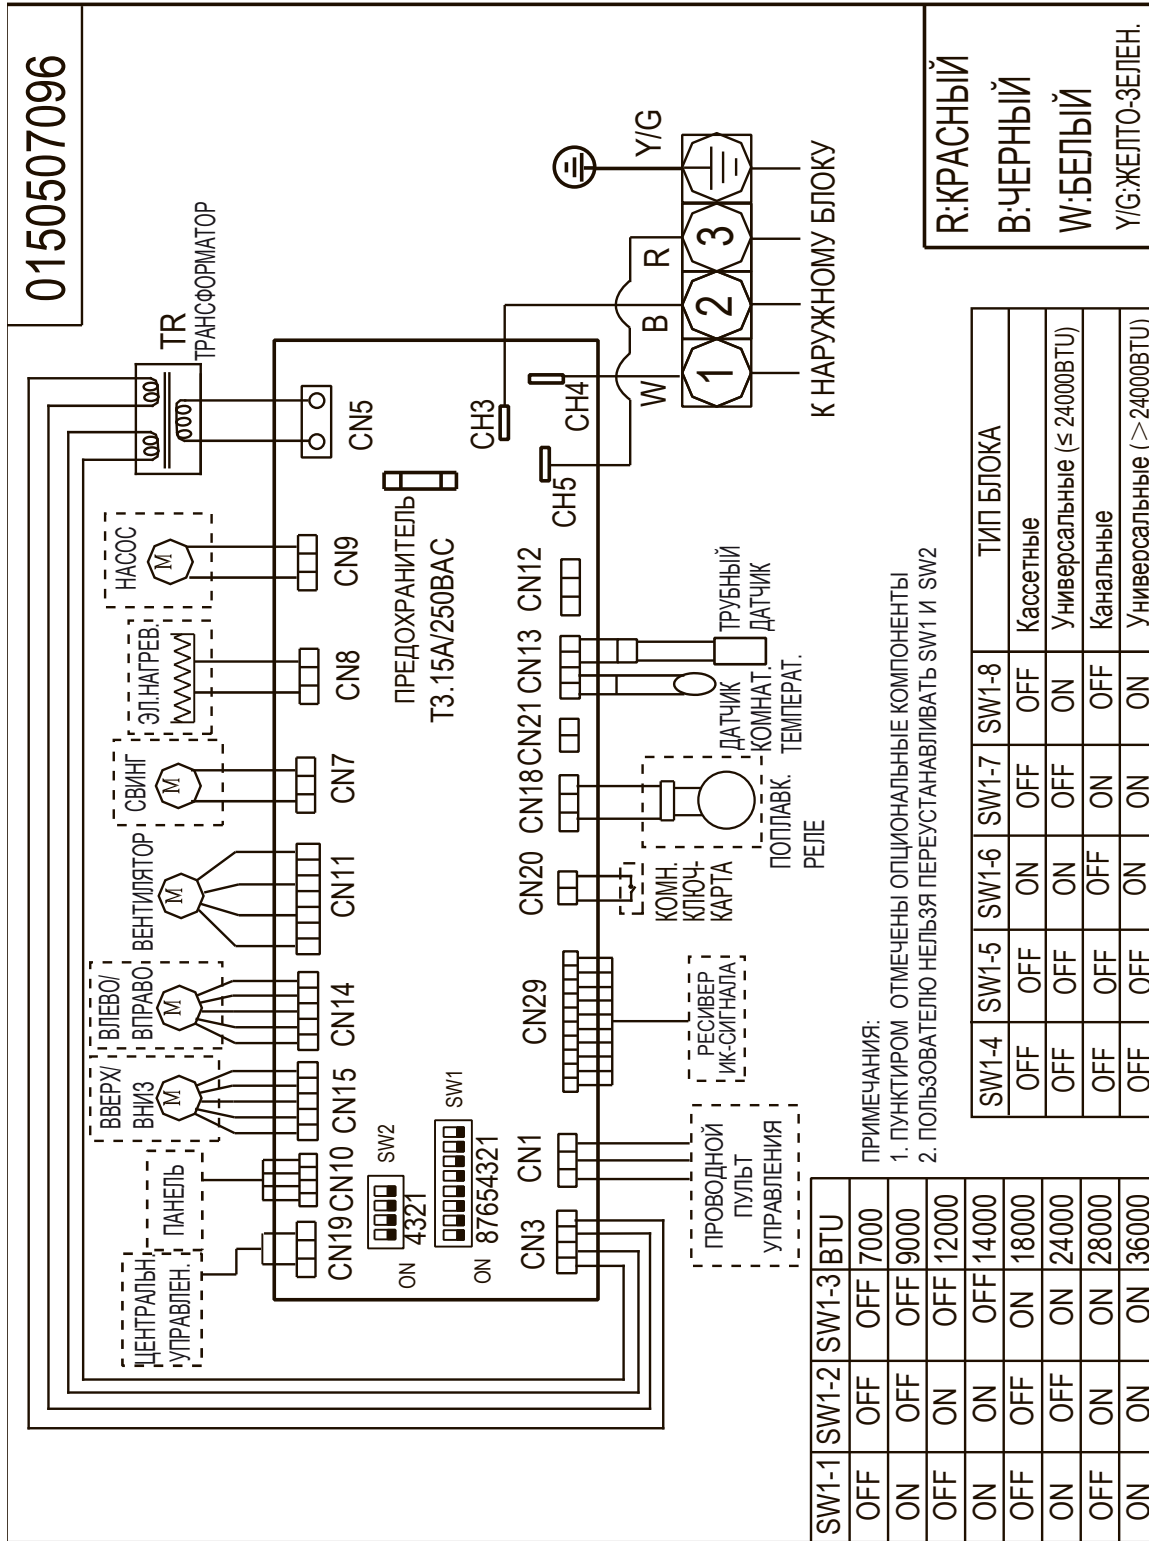 015057096
TR
ТРАНСФОРМАТОР
НАСОС
M
ЭЛ.НАГРЕВ.
СВИНГ
M
ВЕНТИЛЯТОР
M
ВЛЕВО/
ВПРАВО
M
ВВЕРХ/
ВНИЗ
M
ПАНЕЛЬ
ЦЕНТРАЛЬН.
УПРАВЛЕН.
CN19
CN10
CN15
CN14
CN11
CN7
CN8
CN9
CN5
ПРЕДОХРАНИТЕЛЬ
T3.15A/250BAC
SW2
4321
ON
SW1
87654321
ON
CH3
CH4
CH5
CN3
CN1
CN29
CN20
CN18
CN21
CN13
CN12
ПРОВОДНОЙ
ПУЛЬТ
УПРАВЛЕНИЯ
РЕСИВЕР
ИК-СИГНАЛА
КОМН.
КЛЮЧ-
КАРТА
ПОПЛАВК.
РЕЛЕ
ДАТЧИК
КОМНАТ.
ТЕМПЕРАТ.
ТРУБНЫЙ
ДАТЧИК
W
B
R
Y/G
1
2
3
К НАРУЖНОМУ БЛОКУ
R:КРАСНЫЙ
B:ЧЕРНЫЙ
W:БЕЛЫЙ
Y/G:ЖЕЛТО-ЗЕЛЕН.
ПРИМЕЧАНИЯ:
1. ПУНКТИРОМ ОТМЕЧЕНЫ ОПЦИОНАЛЬНЫЕ КОМПОНЕНТЫ
2. ПОЛЬЗОВАТЕЛЮ НЕЛЬЗЯ ПЕРЕУСТАНАВЛИВАТЬ SW1 И SW2
SW1-1 SW1-2 SW1-3 BTU
OFF OFF OFF 7000
ON OFF OFF 9000
OFF ON OFF 12000
ON ON OFF 14000
OFF OFF ON 18000
ON OFF ON 24000
OFF ON ON 28000
ON ON ON 36000
SW1-4 SW1-5 SW1-6 SW1-7 SW1-8 ТИП БЛОКА
OFF OFF ON OFF OFF Кассетные
OFF OFF ON OFF ON Универсальные (≤ 24000BTU)
OFF OFF OFF ON OFF Канальные
OFF OFF ON ON ON Универсальные (＞24000BTU)